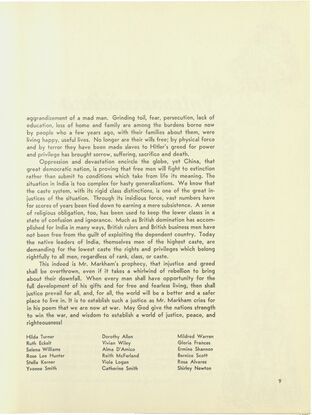 aggrandizement of a mad man. Grinding toil, fear, persecution, lack of
education, loss of home and family are among the burdens borne now
by people who a few years ago, with their families about them, were
living happy, useful lives. No longer are their wills free; by physical force
and by terror they have been made slaves to Hitler's greed for power
and privilege has brought sorrow, suffering, sacrifice and death.
Oppression and devastation encircle the globe, yet China, that
great democratic nation, is proving that free men will fight to extinction
rather than submit to conditions which take from life its meaning. The
situation in India is too complex for hasty generalisations. We know that
the caste system, with its rigid class distinctions, is one of the great in-
justices of the situation. Through its insidious force, vast numbers have
for scores of years been tied down to earning a mere subsistence. A sense
of religious obligation, too, has been used to keep the lower class in a
state of confusion and ignorance. Much as British domination has accom-
plished for India in many ways, British rulers and British business men have
not been free from the guilt of exploiting the dependent country. Today
the native leaders of India, themselves men of the highest caste, are
demanding for the lowest caste the rights and privileges which belong
rightfully to all men, regardless of rank, class, or caste.
This indeed is Mr. Markham's prophecy, that injustice and greed
shall be overthrown, even if it takes a whirlwind of rebellion to bring
about their downfall. When every man shall have opportunity for the
full development of his gifts and for free and fearless living, then shall
justice prevail for all, and, for all, the world will be a better and a safer
place to live in. It is to establish such a justice as Mr. Markham cries for
in his poem that we are now at war. May God give the nations strength
to win the war, and wisdom to establish a world of justice, peace, and
righteousness!
Hilda Turner
Ruth Eckelt
Selena Williams
Rose Lee Hunter
Stella Korner
Yvonne Smith
Dorothy Allen
Vivian Wiley
Alma D'Amico
Reith McFarland
Viola Logan
Catherine Smith
Mildred Warren
Gloria Frances
Ermine Shannon
Bernice Scott
Rosa Alvarez
Shirley Newton
9